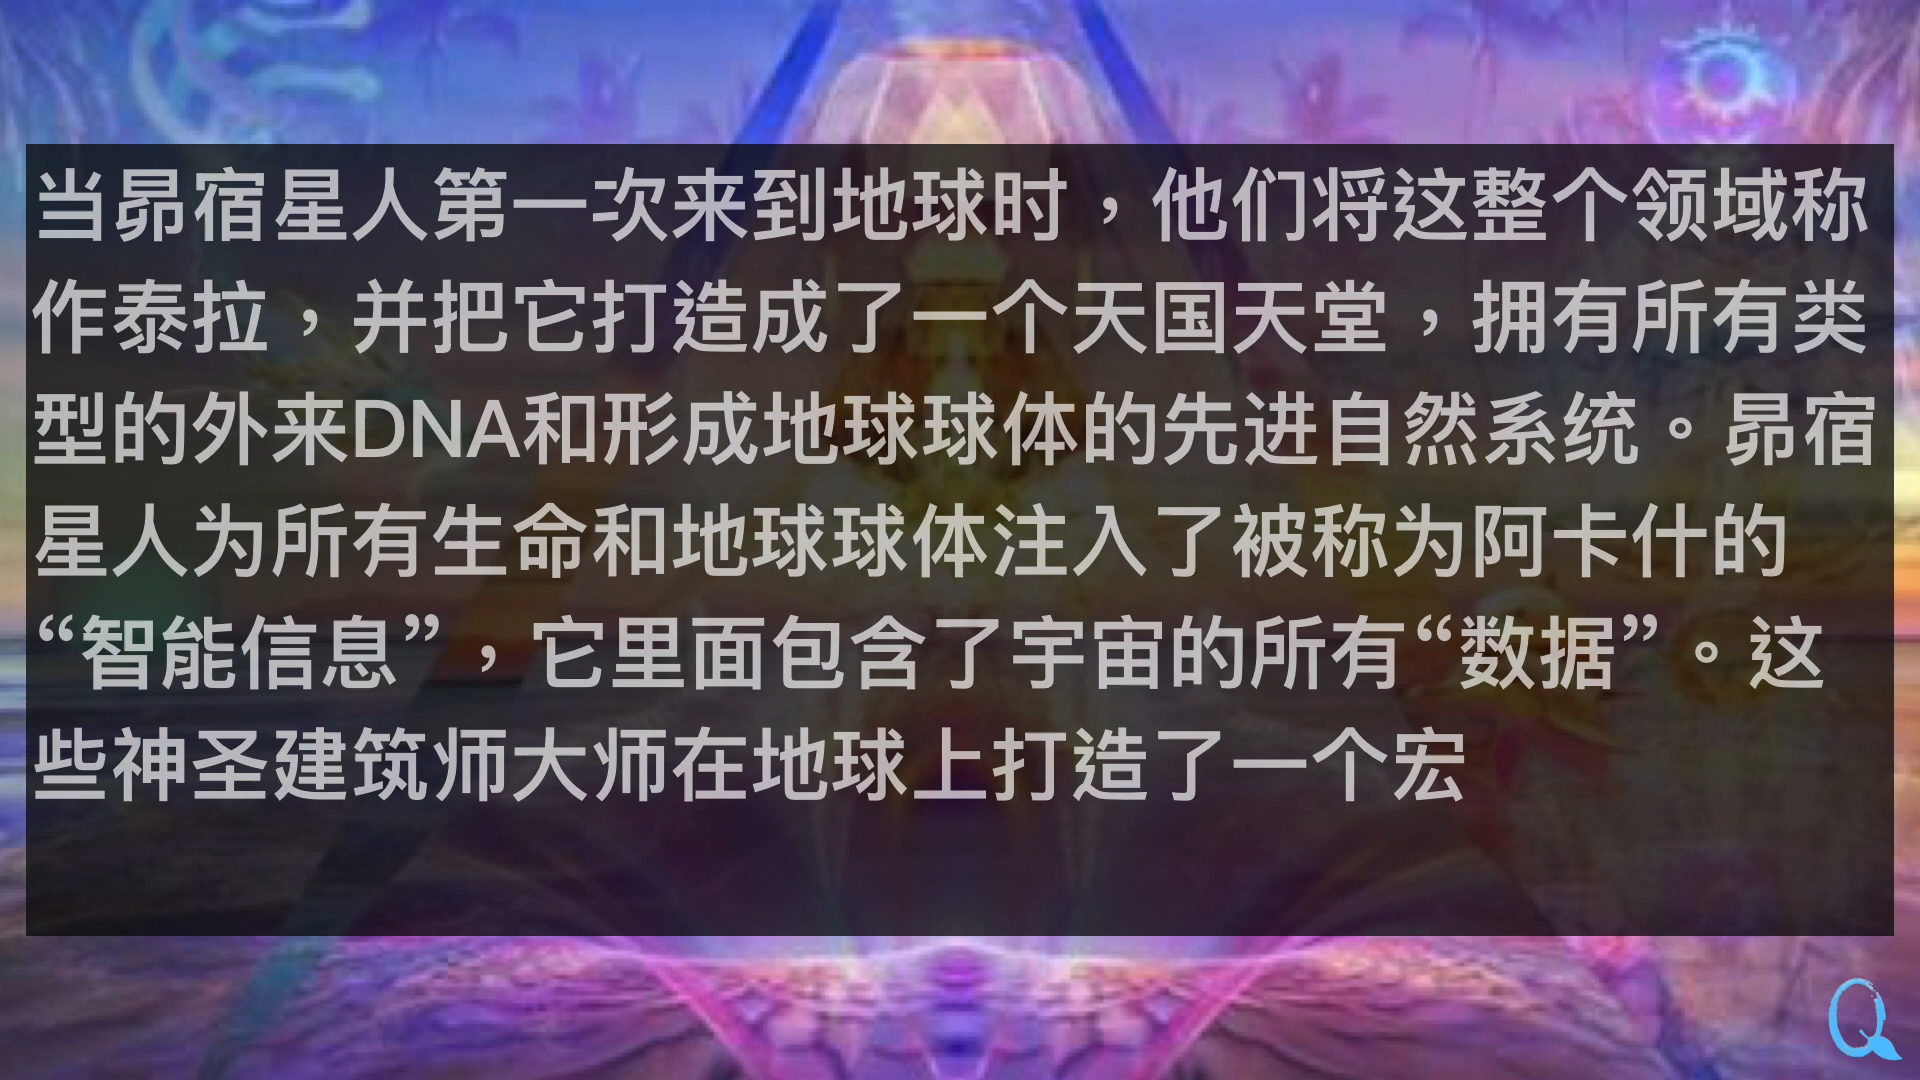 当昴宿星人第一次来到地球时，他们将这整个领域称
作泰拉，并把它打造成了一个天国天堂，拥有所有类
型的外来DNA和形成地球球体的先进自然系统。昴宿
星人为所有生命和地球球体注入了被称为阿卡什的
“智能信息”，它里面包含了宇宙的所有“数据”。这
些神圣建筑师大师在地球上打造了一个宏
Q